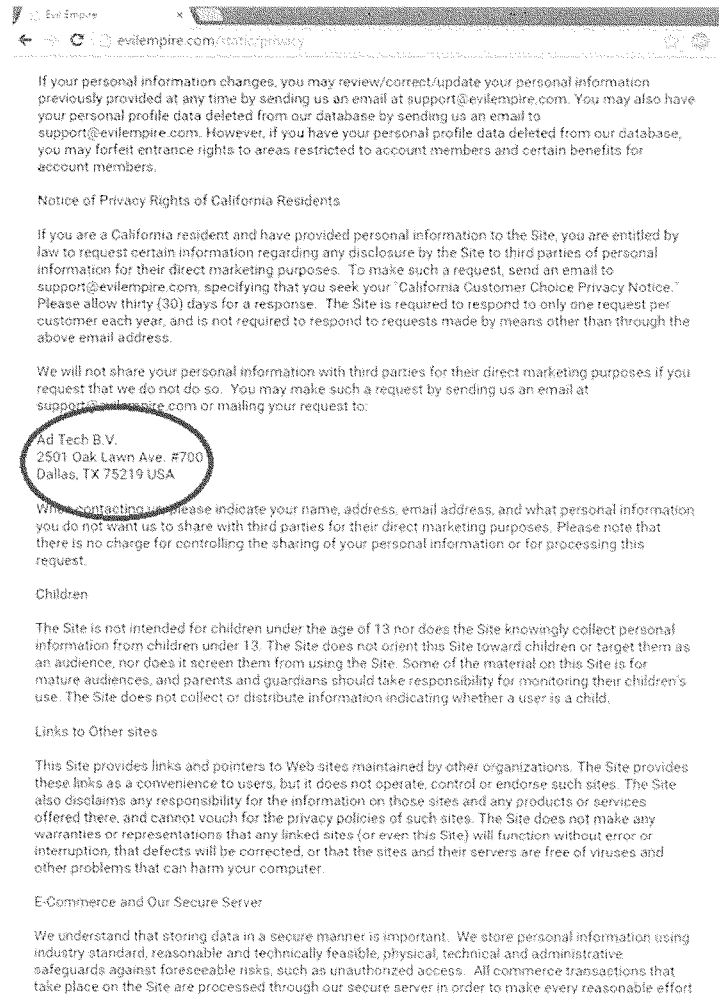 Evil Empire
evilempire.com/static/privacy
If your personal information changes, you may review/correct/update your personal information
previously provided at any time by sending us an email at support@evilempire.com. You may also have
your personal profile data deleted from our database by sending us an email to
support@evilempire.com. However, if you have your personal profile data deleted from our database,
you may forfeit entrance rights to areas restricted to account members and certain benefits for
account members.
Notice of Privacy Rights of California Residents
If you are a California resident and have provided personal information to the Site, you are entitled by
law to request certain information regarding any disclosure by the Site to third parties of personal
information for their direct marketing purposes. To make such a request, send an email to
support@evilempire.com, specifying that you seek your "California Customer Choice Privacy Notice."
Please allow thirty (30) days for a response. The Site is required to respond to only one request per
customer each year, and is not required to respond to requests made by means other than through the
above email address.
We will not share your personal information with third parties for their direct marketing purposes if you
request that we do not do so. You may make such a request by sending us an email at
support@evilempire.com or mailing your request to:
Ad Tech B.V.
2501 Oak Lawn Ave. #700
Dallas, TX 75219 USA
When contacting us, please indicate your name, address, email address, and what personal information
you do not want us to share with third parties for their direct marketing purposes. Please note that
there is no charge for controlling the sharing of your personal information or for processing this
request.
Children
The Site is not intended for children under the age of 13 nor does the Site knowingly collect personal
information from children under 13. The Site does not orient this Site toward children or target them as
an audience, nor does it screen them from using the Site. Some of the material on this Site is for
mature audiences, and parents and guardians should take responsibility for monitoring their children's
use. The Site does not collect or distribute information indicating whether a user is a child.
Links to Other sites
This Site provides links and pointers to Web sites maintained by other organizations. The Site provides
these links as a convenience to users, but it does not operate, control or endorse such sites. The Site
also disclaims any responsibility for the information on those sites and any products or services
offered there, and cannot vouch for the privacy policies of such sites. The Site does not make any
warranties or representations that any linked sites (or even this Site) will function without error or
interruption, that defects will be corrected, or that the sites and their servers are free of viruses and
other problems that can harm your computer.
E-Commerce and Our Secure Server
We understand that storing data in a secure manner is important. We store personal information using
industry standard, reasonable and technically feasible, physical, technical and administrative
safeguards against foreseeable risks, such as unauthorized access. All commerce transactions that
take place on the Site are processed through our secure server in order to make every reasonable effort